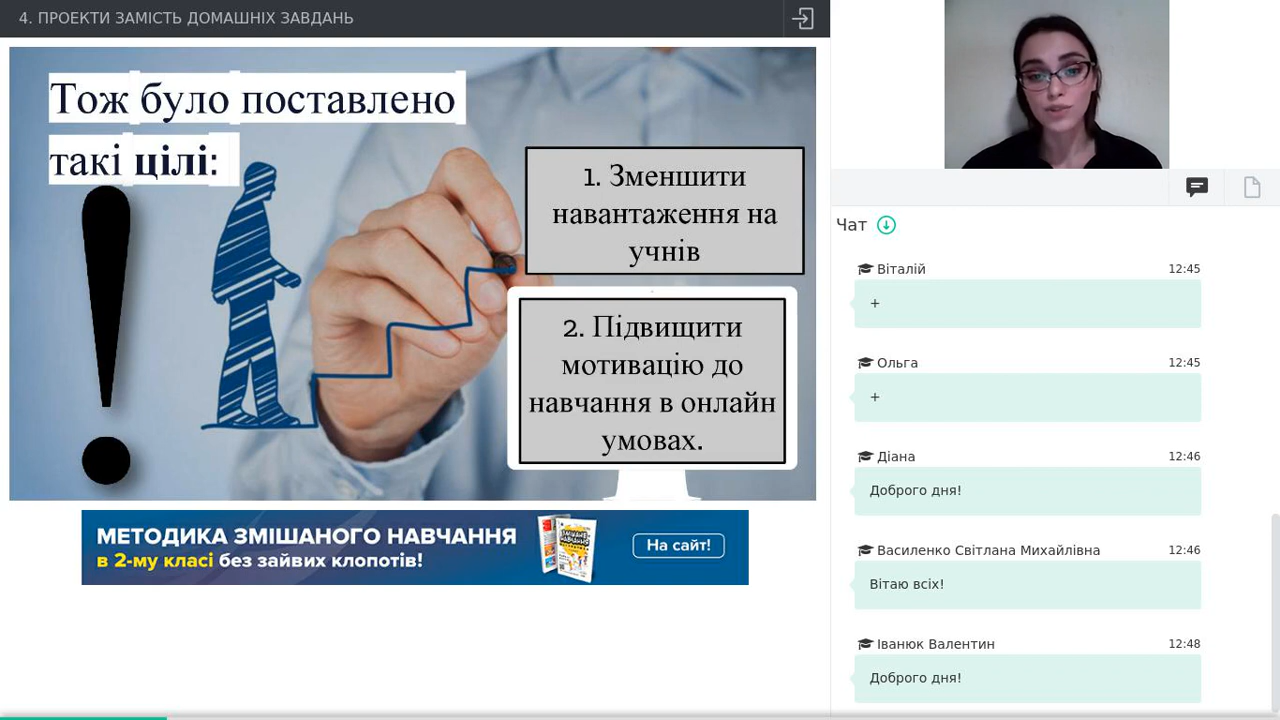 4. ПРОЕКТИ ЗАМІСТЬ ДОМАШНІХ ЗАВДАНЬ
Тож було поставлено
такі цілі:
1. Зменшити
навантаження на
учнів
2. Підвищити
мотивацію до
навчання в онлайн
умовах.
МЕТОДИКА ЗМІШАНОГО НАВЧАННЯ
в 2-му класі без зайвих клопотів!
На сайт!
Чат
Віталій 12:45
+
Ольга 12:45
+
Діана 12:46
Доброго дня!
Василенко Світлана Михайлівна 12:46
Вітаю всіх!
Іванюк Валентин 12:48
Доброго дня!